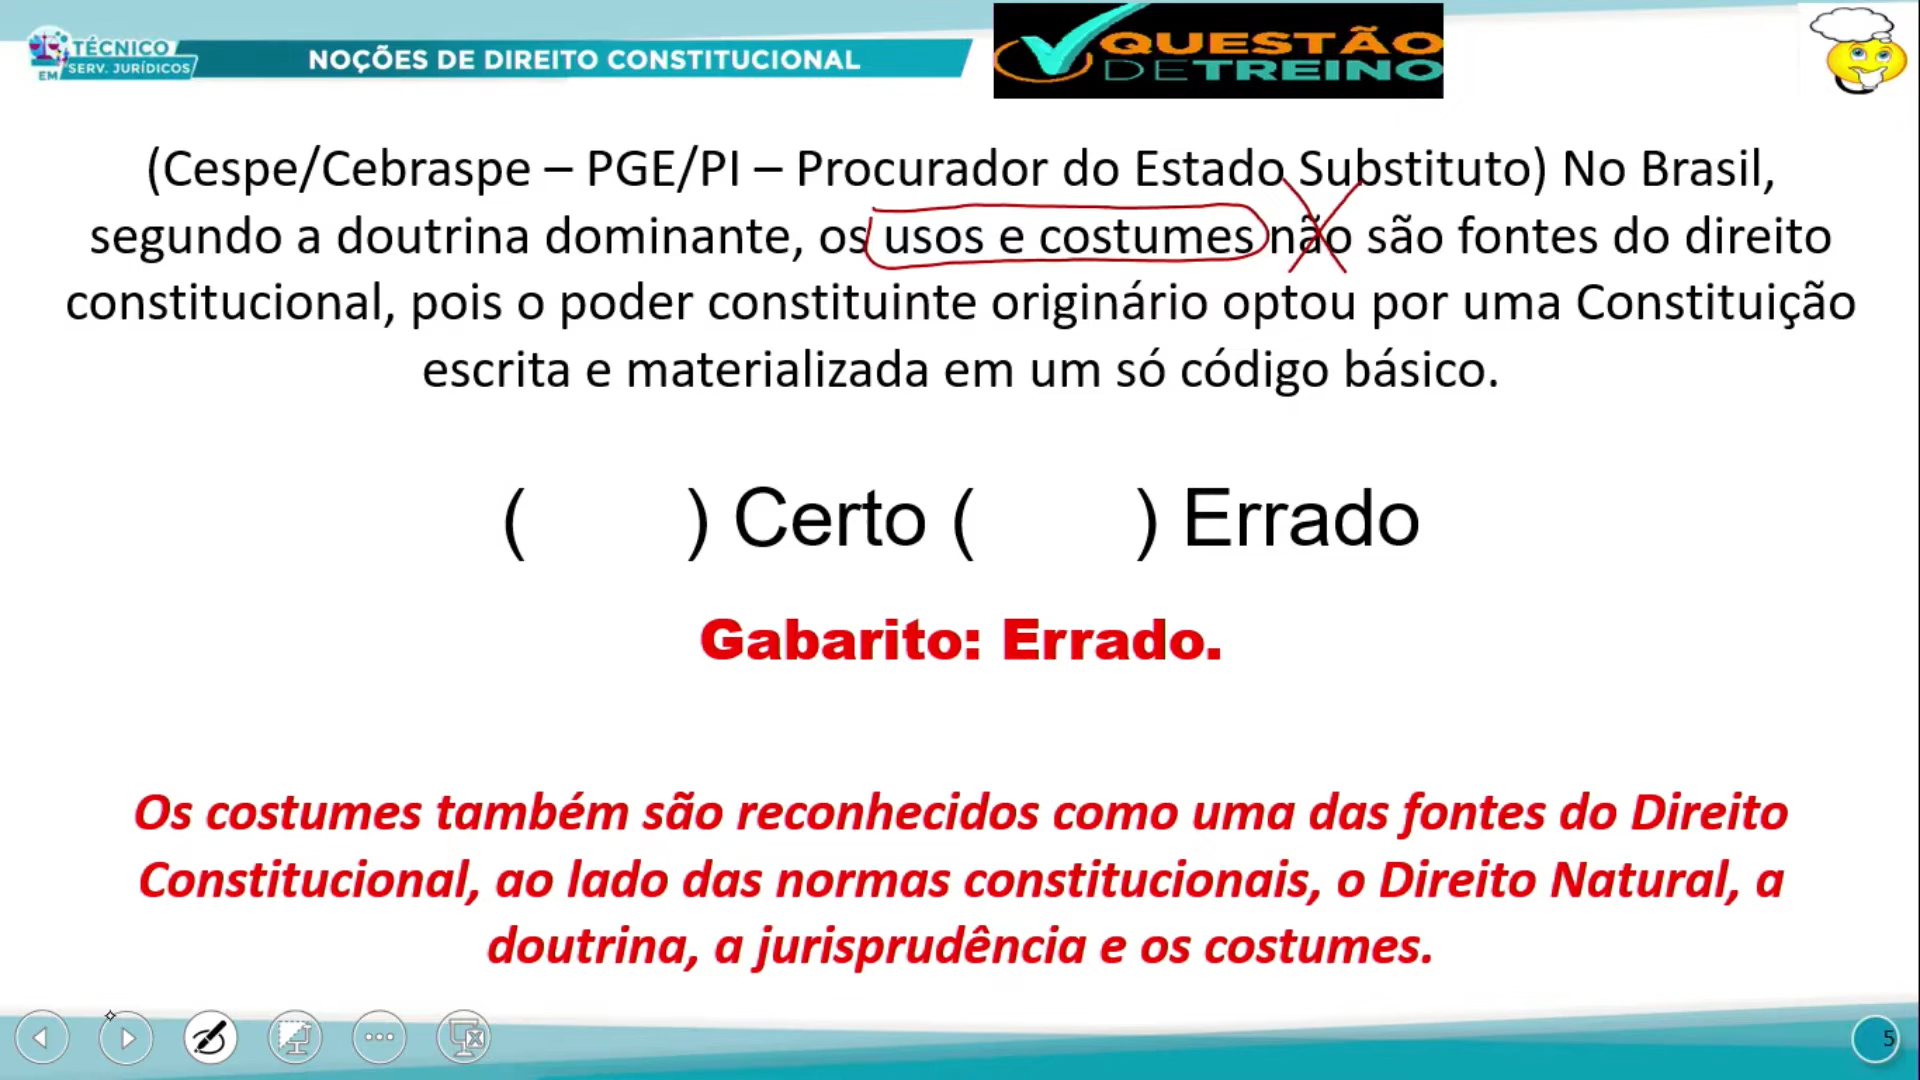 TÉCNICO
EM SERV. JURÍDICOS
NOÇÕES DE DIREITO CONSTITUCIONAL
QUESTÃO
DE TREINO
(Cespe/Cebraspe – PGE/PI – Procurador do Estado Substituto) No Brasil,
segundo a doutrina dominante, os usos e costumes não são fontes do direito
constitucional, pois o poder constituinte originário optou por uma Constituição
escrita e materializada em um só código básico.
( ) Certo ( ) Errado
Gabarito: Errado.
Os costumes também são reconhecidos como uma das fontes do Direito
Constitucional, ao lado das normas constitucionais, o Direito Natural, a
doutrina, a jurisprudência e os costumes.
5